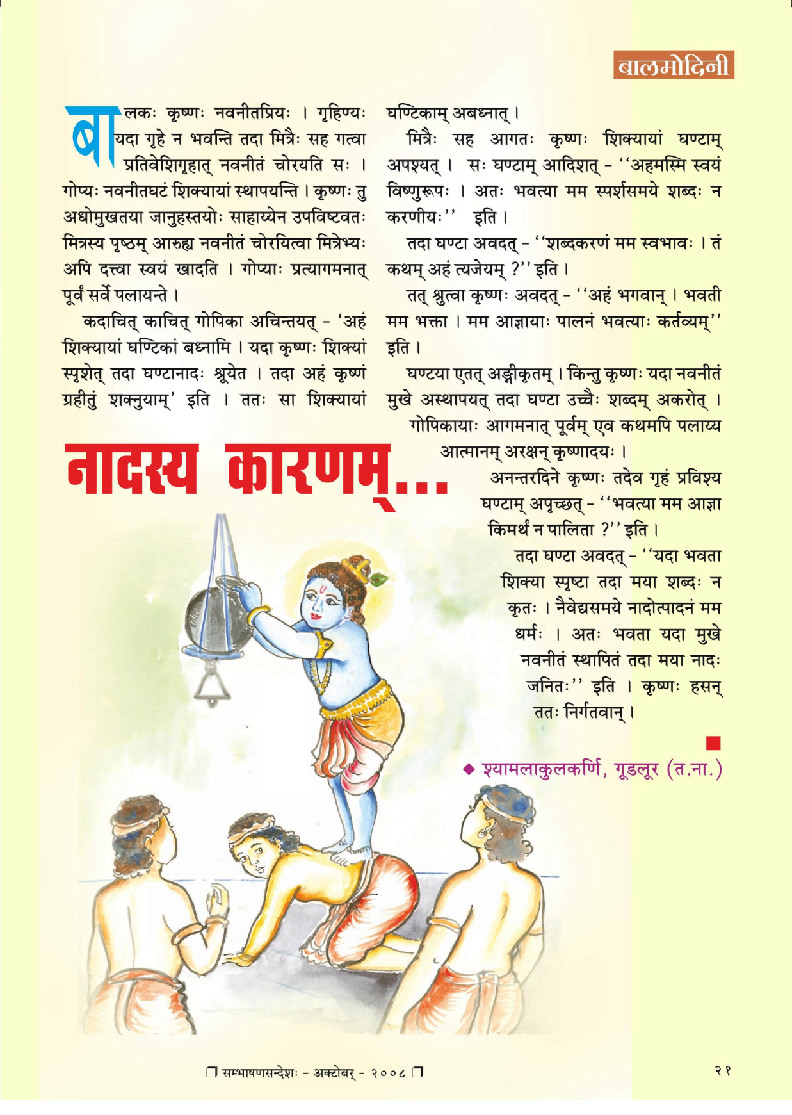 बालमोदिनी
बालकः कृष्णः नवनीतप्रियः । गृहिण्यः
यदा गृहे न भवन्ति तदा मित्रैः सह गत्वा
प्रतिवेशिगृहात् नवनीतं चोरयति सः ।
गोप्यः नवनीतघटं शिक्यायां स्थापयन्ति । कृष्णः तु
अधोमुखतया जानुहस्तयोः साहाय्येन उपविष्टवतः
मित्रस्य पृष्ठम् आरुह्य नवनीतं चोरयित्वा मित्रेभ्यः
अपि दत्त्वा स्वयं खादति । गोप्याः प्रत्यागमनात्
पूर्वं सर्वे पलायन्ते ।
कदाचित् काचित् गोपिका अचिन्तयत् – ‘अहं
शिक्यायां घण्टिकां बध्नामि । यदा कृष्णः शिक्यां
स्पृशेत् तदा घण्टानादः श्रूयेत । तदा अहं कृष्णं
ग्रहीतुं शक्नुयाम्’ इति । ततः सा शिक्यायां
घण्टिकाम् अबध्नात् ।
मित्रैः सह आगतः कृष्णः शिक्यायां घण्टाम्
अपश्यत् । सः घण्टाम् आदिशत् – ‘‘अहमस्मि स्वयं
विष्णुरूपः । अतः भवत्या मम स्पर्शसमये शब्दः न
करणीयः’’ इति ।
तदा घण्टा अवदत् – ‘‘शब्दकरणं मम स्वभावः । तं
कथम् अहं त्यजेयम् ?’’ इति ।
तत् श्रुत्वा कृष्णः अवदत् – ‘‘अहं भगवान् । भवती
मम भक्ता । मम आज्ञायाः पालनं भवत्याः कर्तव्यम्’’
इति ।
घण्टया एतत् अङ्गीकृतम् । किन्तु कृष्णः यदा नवनीतं
मुखे अस्थापयत् तदा घण्टा उच्चैः शब्दम् अकरोत् ।
गोपिकायाः आगमनात् पूर्वम् एव कथमपि पलाय्य
आत्मानम् अरक्षन् कृष्णादयः ।
अनन्तरदिने कृष्णः तदेव गृहं प्रविश्य
घण्टाम् अपृच्छत् – ‘‘भवत्या मम आज्ञा
किमर्थं न पालिता ?’’ इति ।
तदा घण्टा अवदत् – ‘‘यदा भवता
शिक्या स्पृष्टा तदा मया शब्दः न
कृतः । नैवेद्यसमये नादोत्पादनं मम
धर्मः । अतः भवता यदा मुखे
नवनीतं स्थापितं तदा मया नादः
जनितः’’ इति । कृष्णः हसन्
ततः निर्गतवान् ।
नादस्य कारणम्...
◆ श्यामलाकुलकर्णि, गूडलूर (त.ना.)
❐ सम्भाषणसन्देशः – अक्टोबर् – २००८ ❐
२१